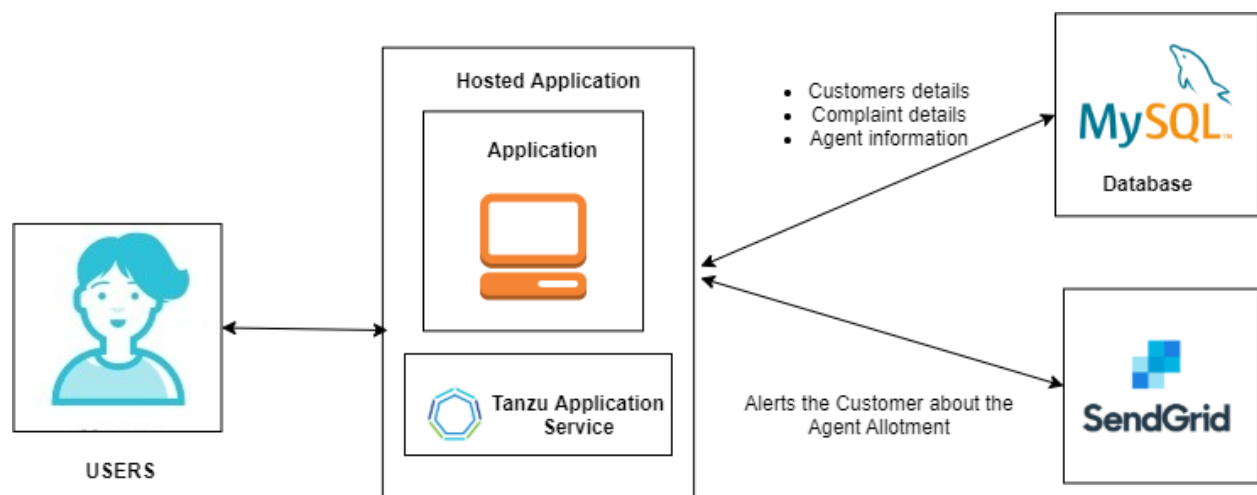 Hosted Application
Application
Tanzu Application
Service
USERS
• Customers details
• Complaint details
• Agent information
MySQL™
Database
Alerts the Customer about the
Agent Allotment
SendGrid